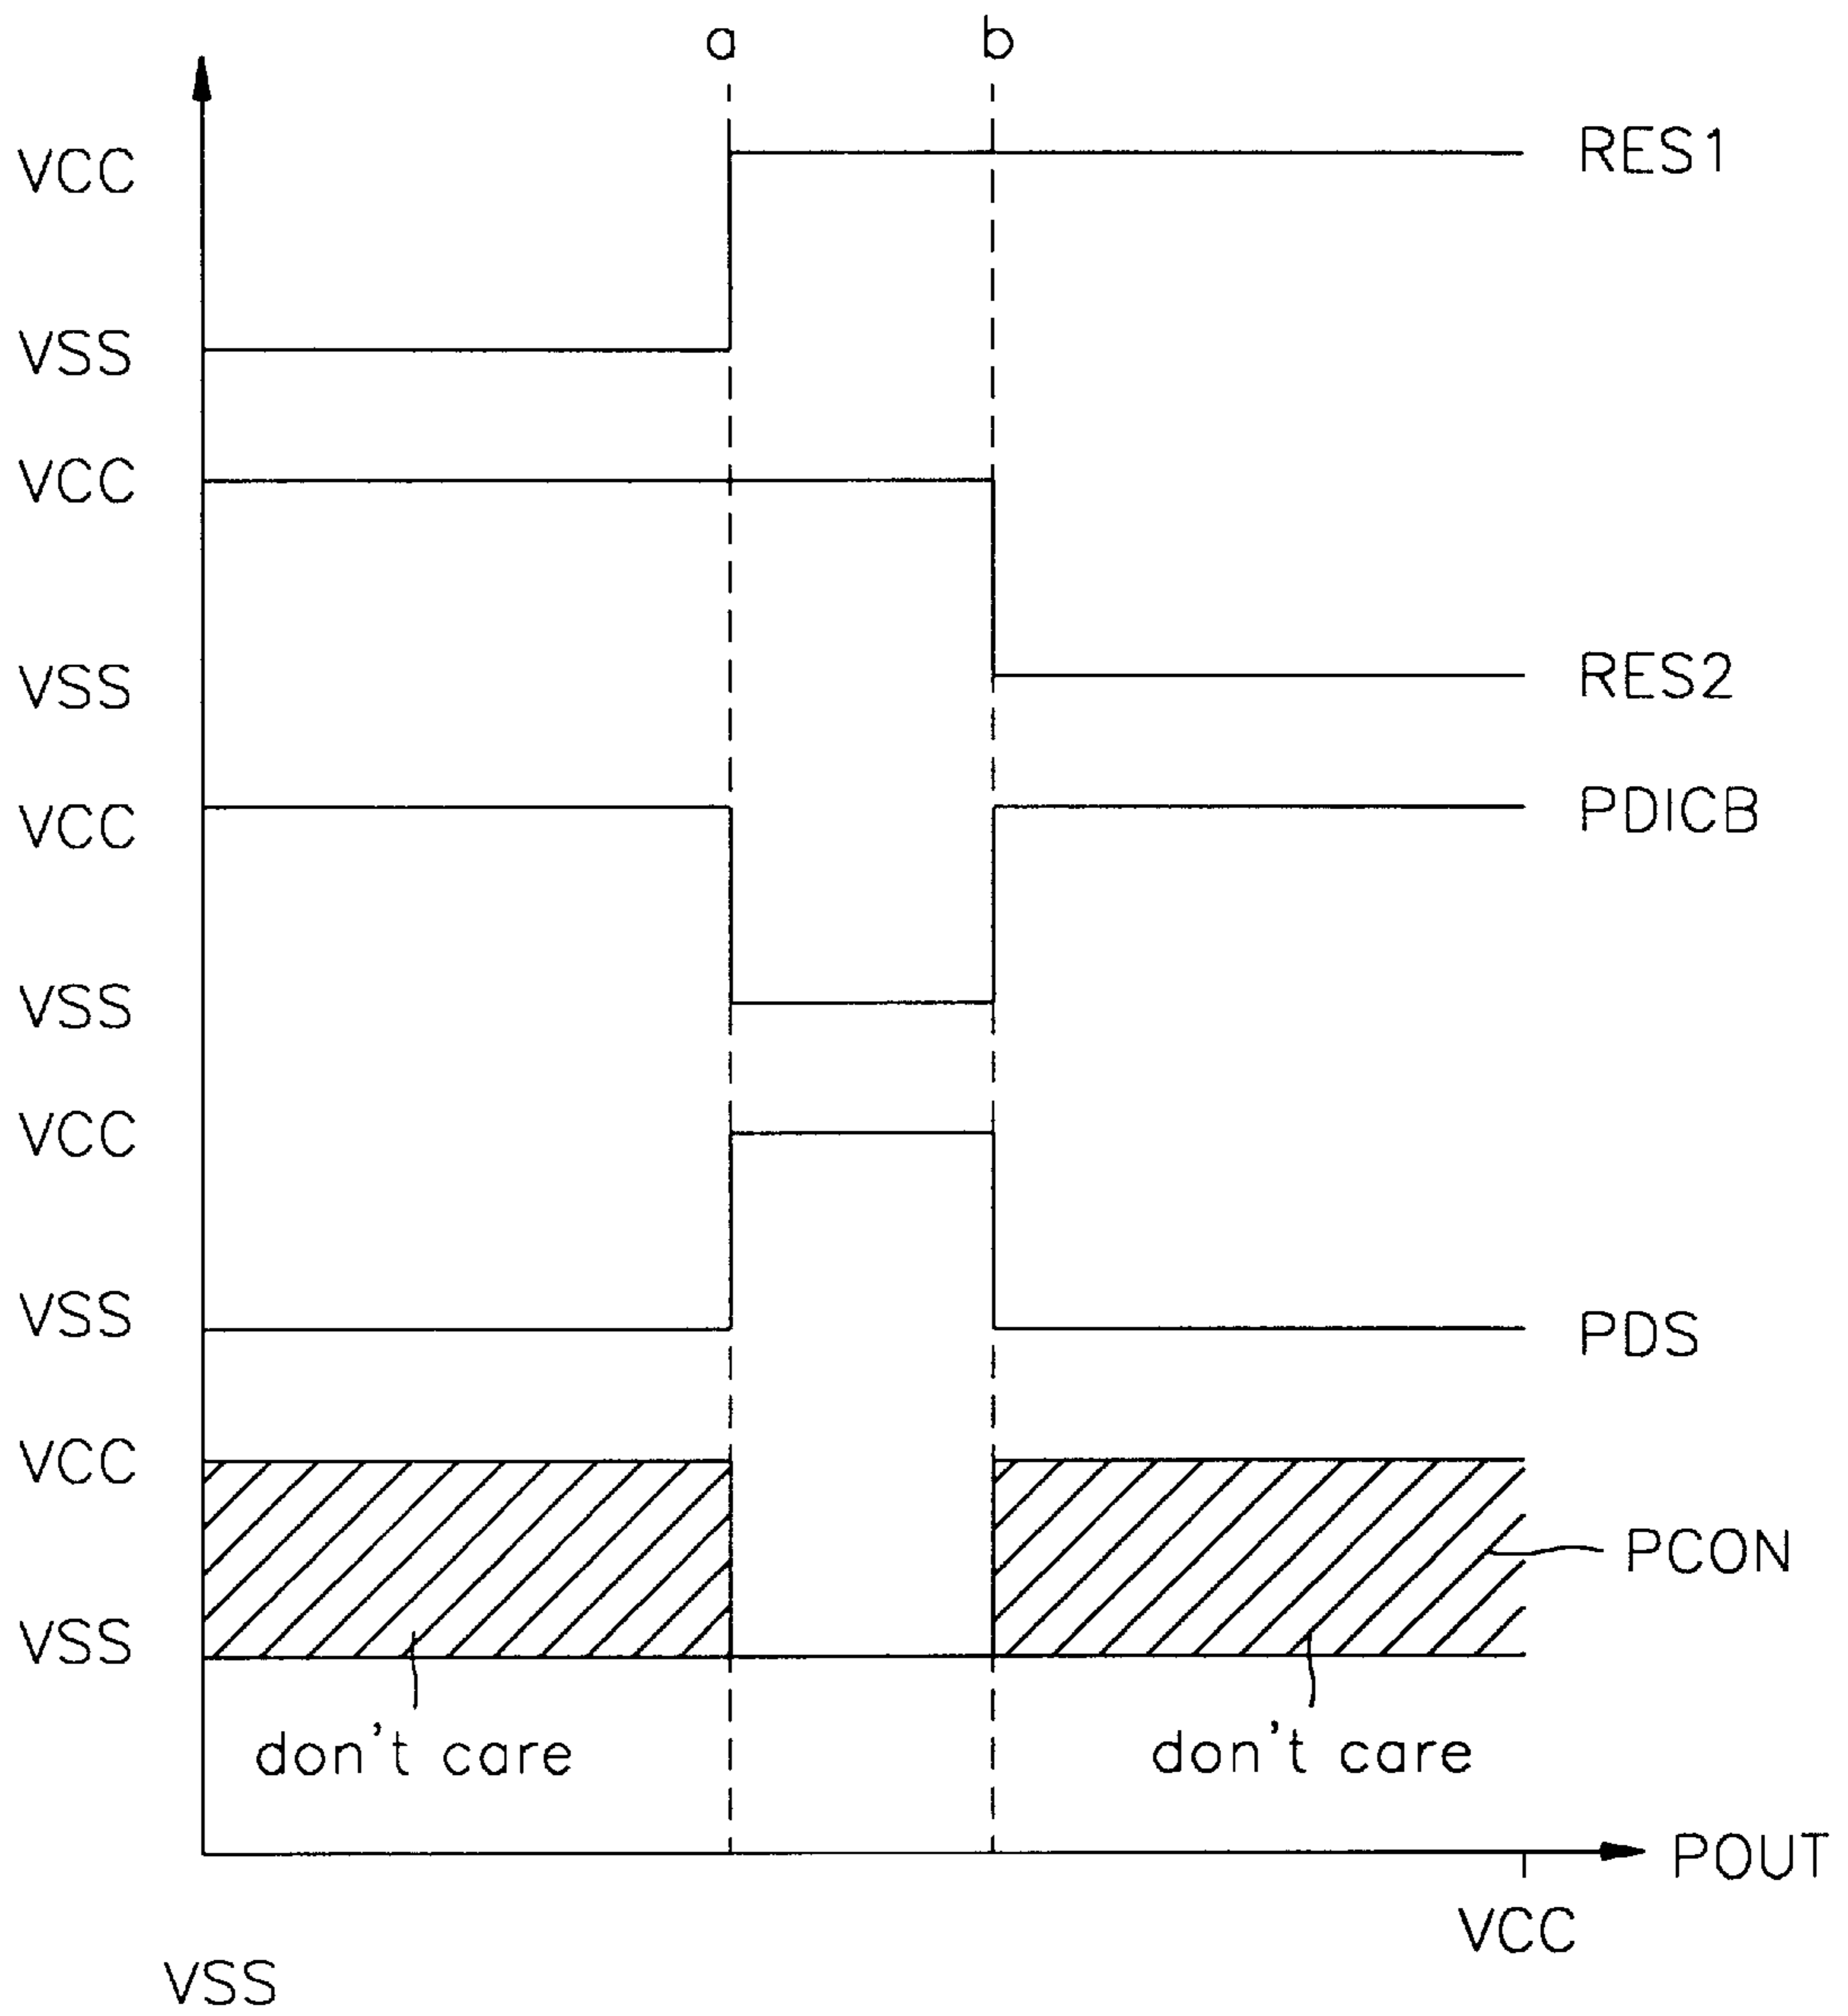 a b
VCC RES1
VSS
VCC
VSS RES2
VCC PDICB
VSS
VCC
VSS PDS
VCC
PCON
VSS
don't care don't care
POUT
VCC
VSS